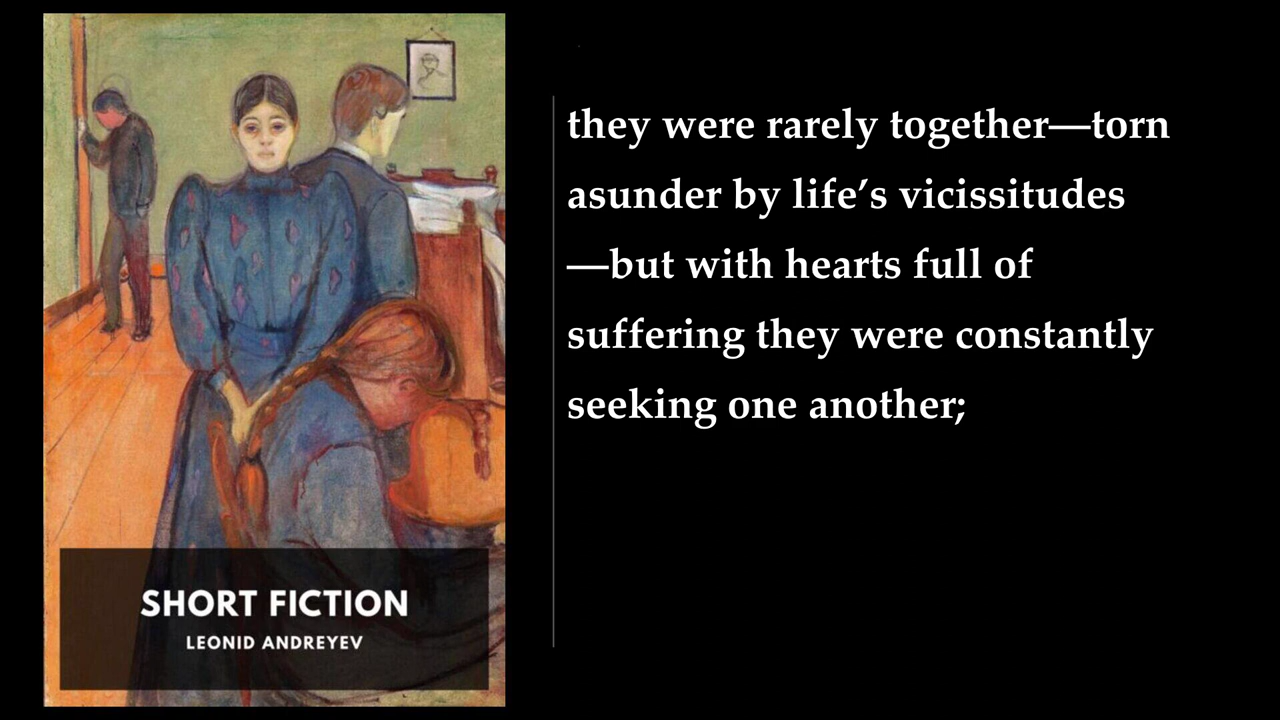 they were rarely together—torn
asunder by life’s vicissitudes
—but with hearts full of
suffering they were constantly
seeking one another;
SHORT FICTION
LEONID ANDREYEV